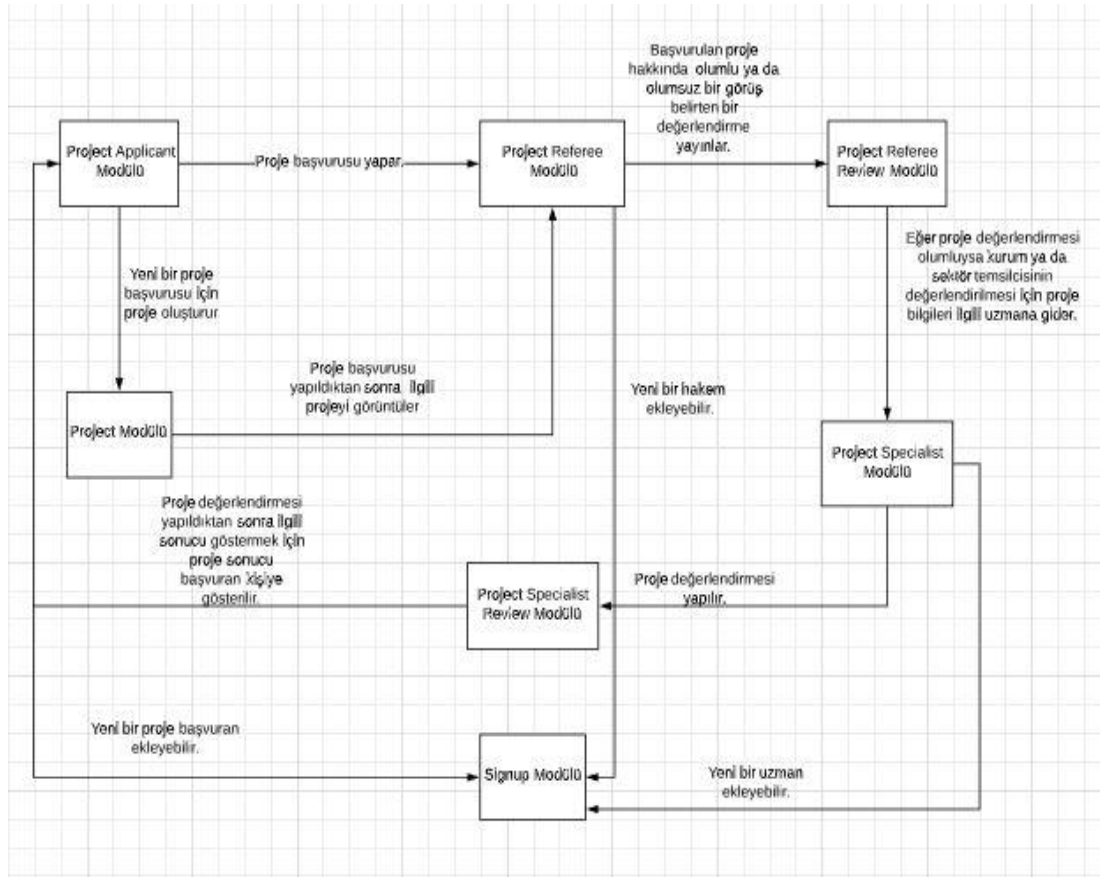 Başvurulan proje
hakkında olumlu ya da
olumsuz bir görüş
belirten bir
değerlendirme
yayınlar.
Project Applicant
Modülü
Proje başvurusu yapar.
Project Referee
Modülü
Project Referee
Review Modülü
Yeni bir proje
başvurusu için
proje oluşturur
Eğer proje değerlendirmesi
olumluysa kurum ya da
sektör temsilcisinin
değerlendirilmesi için proje
bilgileri ilgili uzmana gider.
Proje başvurusu
yapıldıktan sonra ilgili
projeyi görüntüler
Yeni bir hakem
ekleyebilir.
Project Modülü
Project Specialist
Modülü
Proje değerlendirmesi
yapıldıktan sonra ilgili
sonucu göstermek için
proje sonucu
başvuran kişiye
gösterilir.
Project Specialist
Review Modülü
Proje değerlendirmesi
yapılır.
Yeni bir proje başvuran
ekleyebilir.
Signup Modülü
Yeni bir uzman
ekleyebilir.